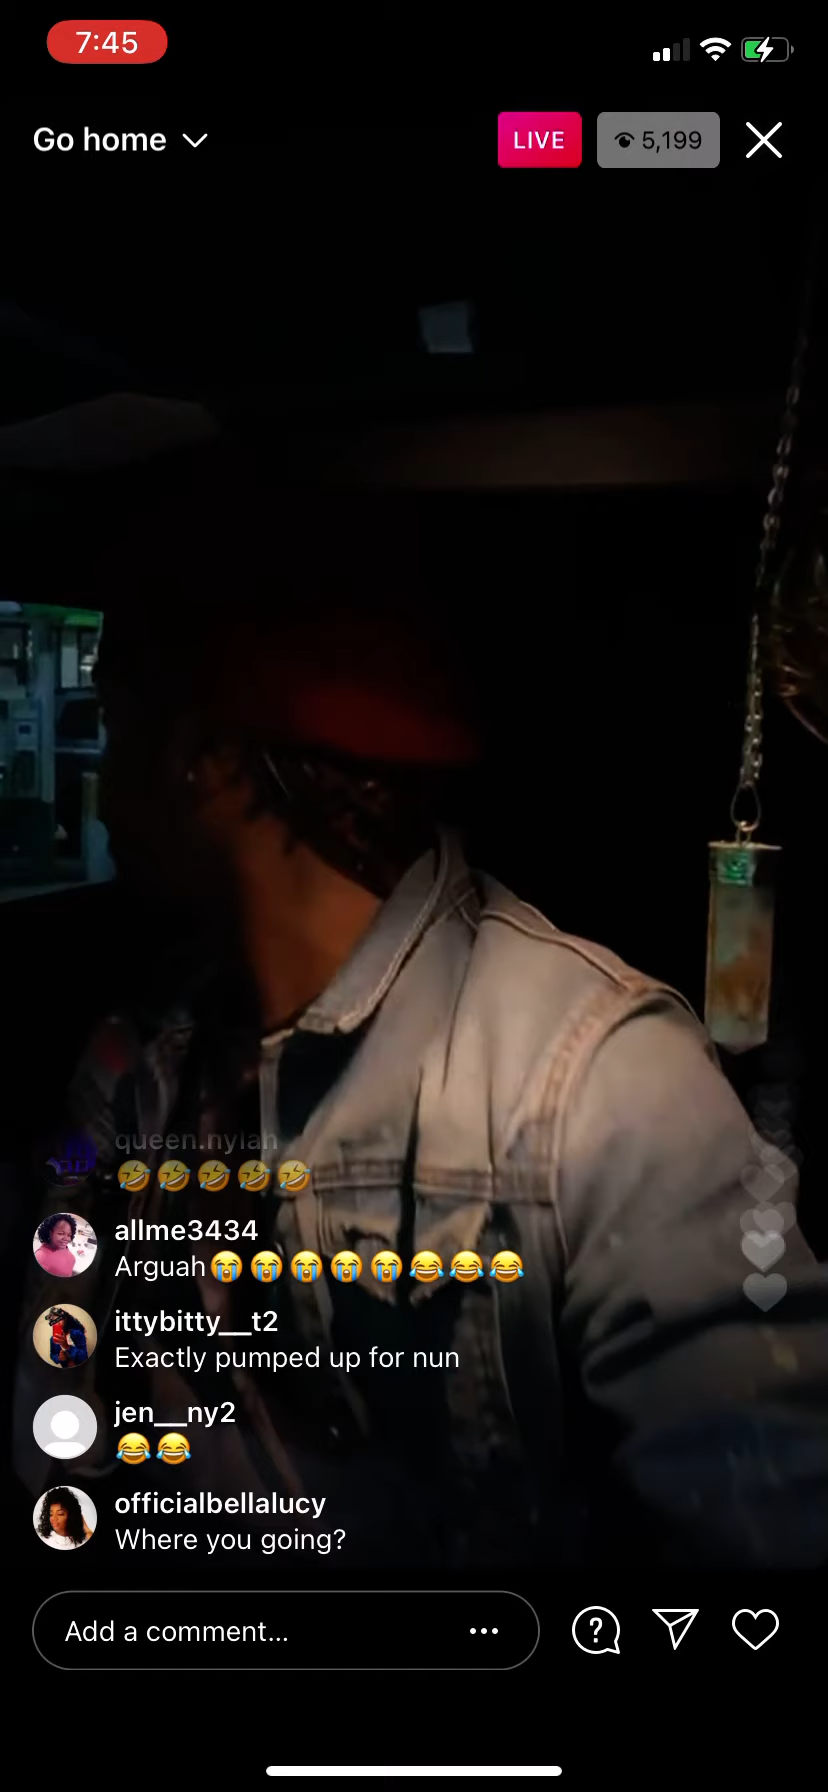 7:45
Go home
LIVE
5,199
queen.nylah
🤣🤣🤣🤣🤣
allme3434
Arguah😭😭😭😭😭😂😂😂
ittybitty__t2
Exactly pumped up for nun
jen__ny2
😂😂
officialbellalucy
Where you going?
Add a comment...